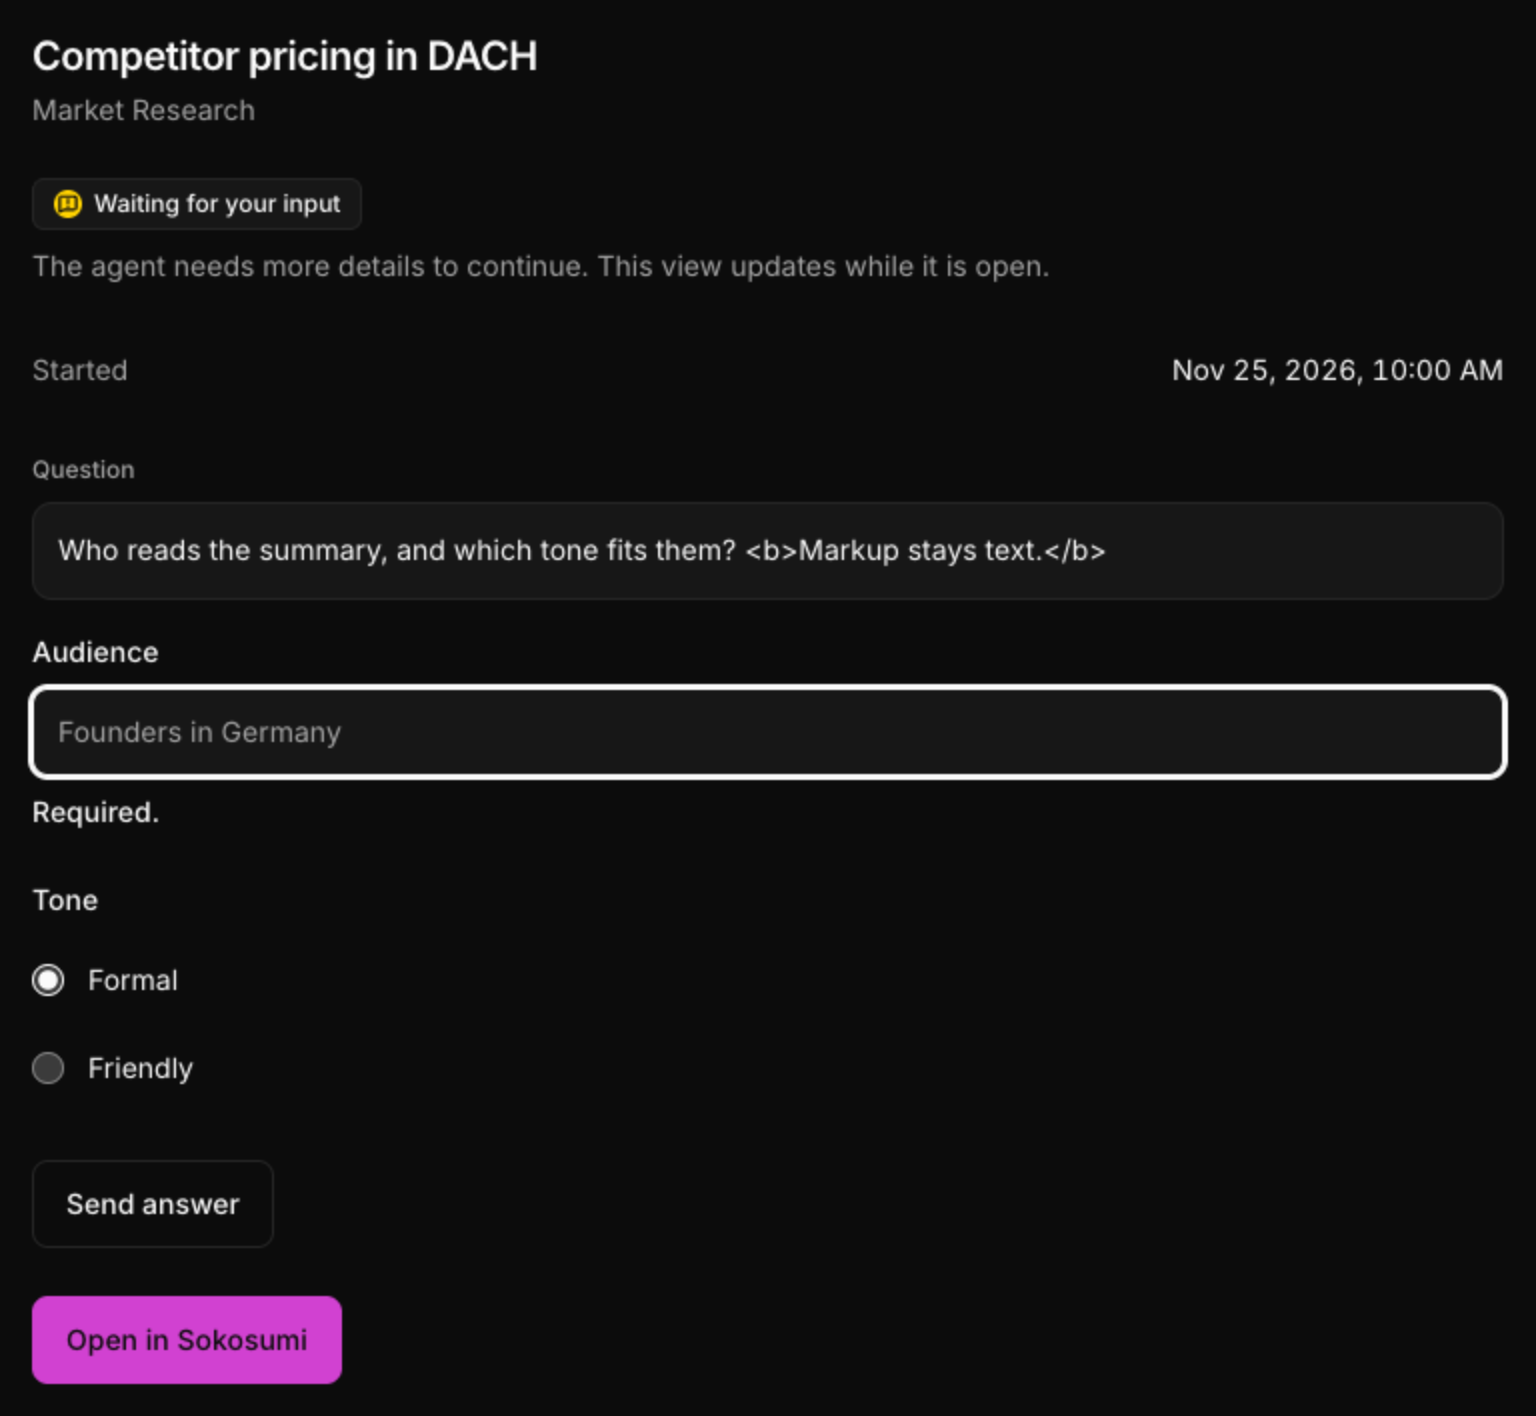 Competitor pricing in DACH
Market Research
Waiting for your input
The agent needs more details to continue. This view updates while it is open.
Started
Nov 25, 2026, 10:00 AM
Question
Who reads the summary, and which tone fits them? <b>Markup stays text.</b>
Audience
Founders in Germany
Required.
Tone
Formal
Friendly
Send answer
Open in Sokosumi